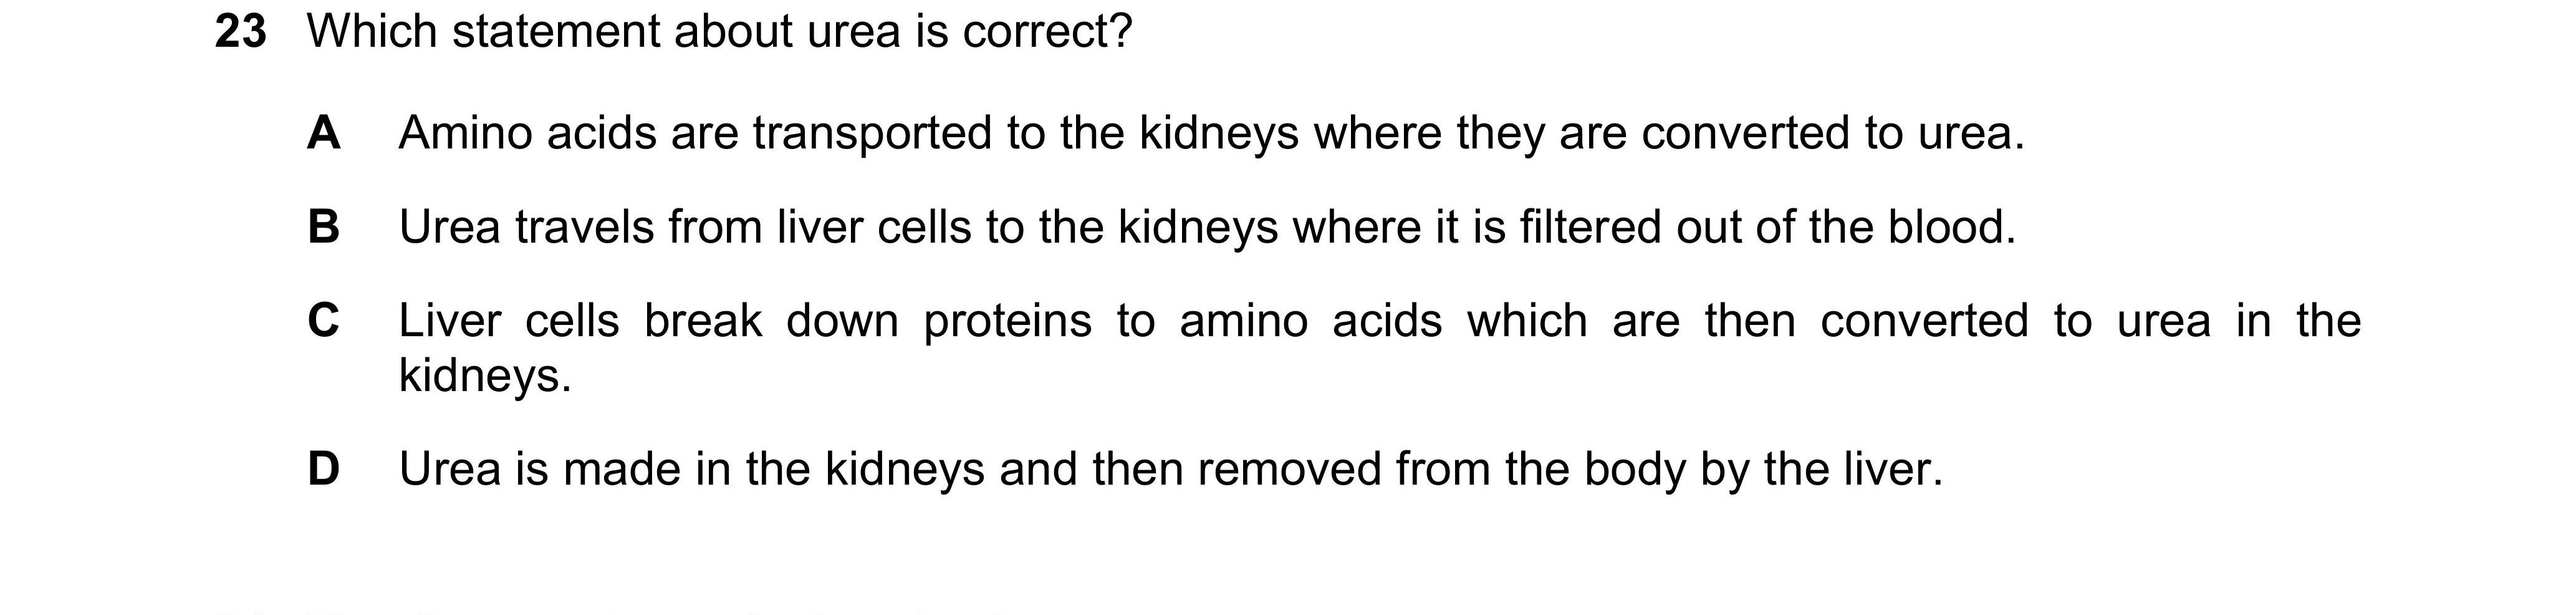 23 Which statement about urea is correct?
A Amino acids are transported to the kidneys where they are converted to urea.
B Urea travels from liver cells to the kidneys where it is filtered out of the blood.
C Liver cells break down proteins to amino acids which are then converted to urea in the
kidneys.
D Urea is made in the kidneys and then removed from the body by the liver.